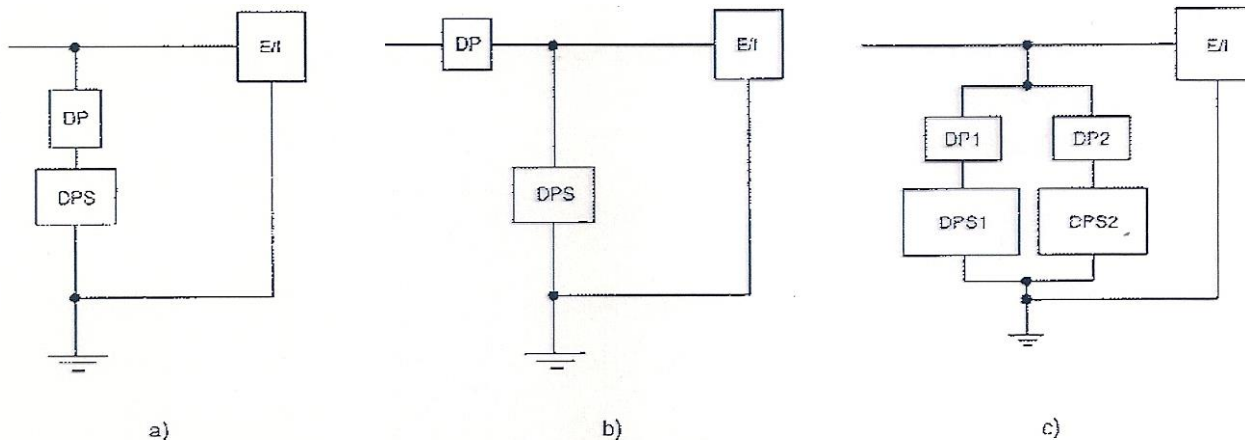 E/I
DP
DPS
a)
DP
E/I
DPS
b)
E/I
DP1
DP2
DPS1
DPS2
c)